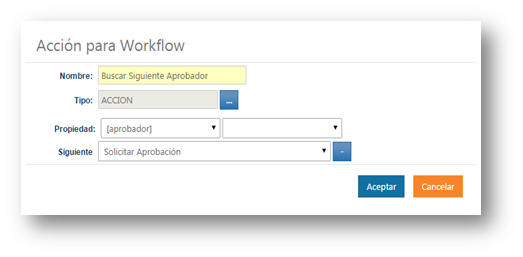 Acción para Workflow
Nombre: Buscar Siguiente Aprobador
Tipo: ACCION ...
Propiedad: [aprobador]
Siguiente Solicitar Aprobación -
Aceptar Cancelar